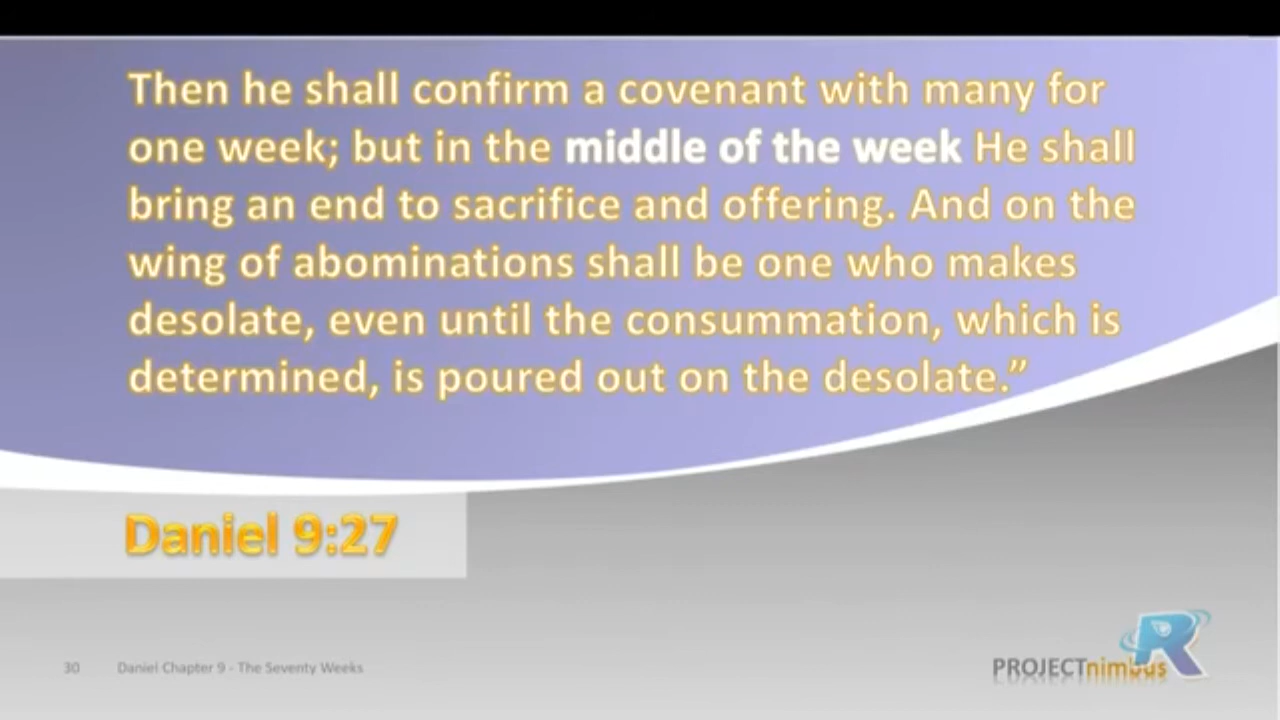 Then he shall confirm a covenant with many for
one week; but in the middle of the week He shall
bring an end to sacrifice and offering. And on the
wing of abominations shall be one who makes
desolate, even until the consummation, which is
determined, is poured out on the desolate.”
Daniel 9:27
30 Daniel Chapter 9 - The Seventy Weeks
PROJECTnimbus R